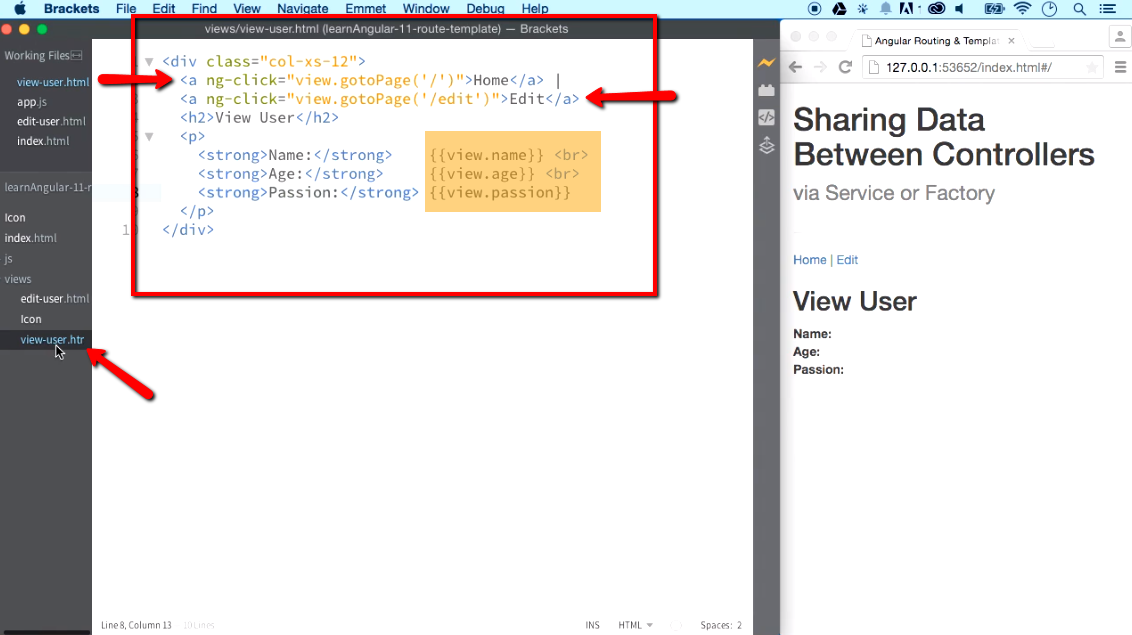 Brackets File Edit Find View Navigate Emmet Window Debug Help
views/view-user.html (learnAngular-11-route-template) — Brackets
Working Files
view-user.html
app.js
edit-user.html
index.html
learnAngular-11-r
Icon
index.html
js
views
edit-user.html
Icon
view-user.htr
<div class="col-xs-12">
<a ng-click="view.gotoPage('/')">Home</a> |
<a ng-click="view.gotoPage('/edit')">Edit</a>
<h2>View User</h2>
<p>
<strong>Name:</strong> {{view.name}} <br>
<strong>Age:</strong> {{view.age}} <br>
<strong>Passion:</strong> {{view.passion}}
</p>
</div>
Line 8, Column 13 10 Lines INS HTML Spaces: 2
Angular Routing & Templat
127.0.0.1:53652/index.html#/
Sharing Data
Between Controllers
via Service or Factory
Home | Edit
View User
Name:
Age:
Passion: